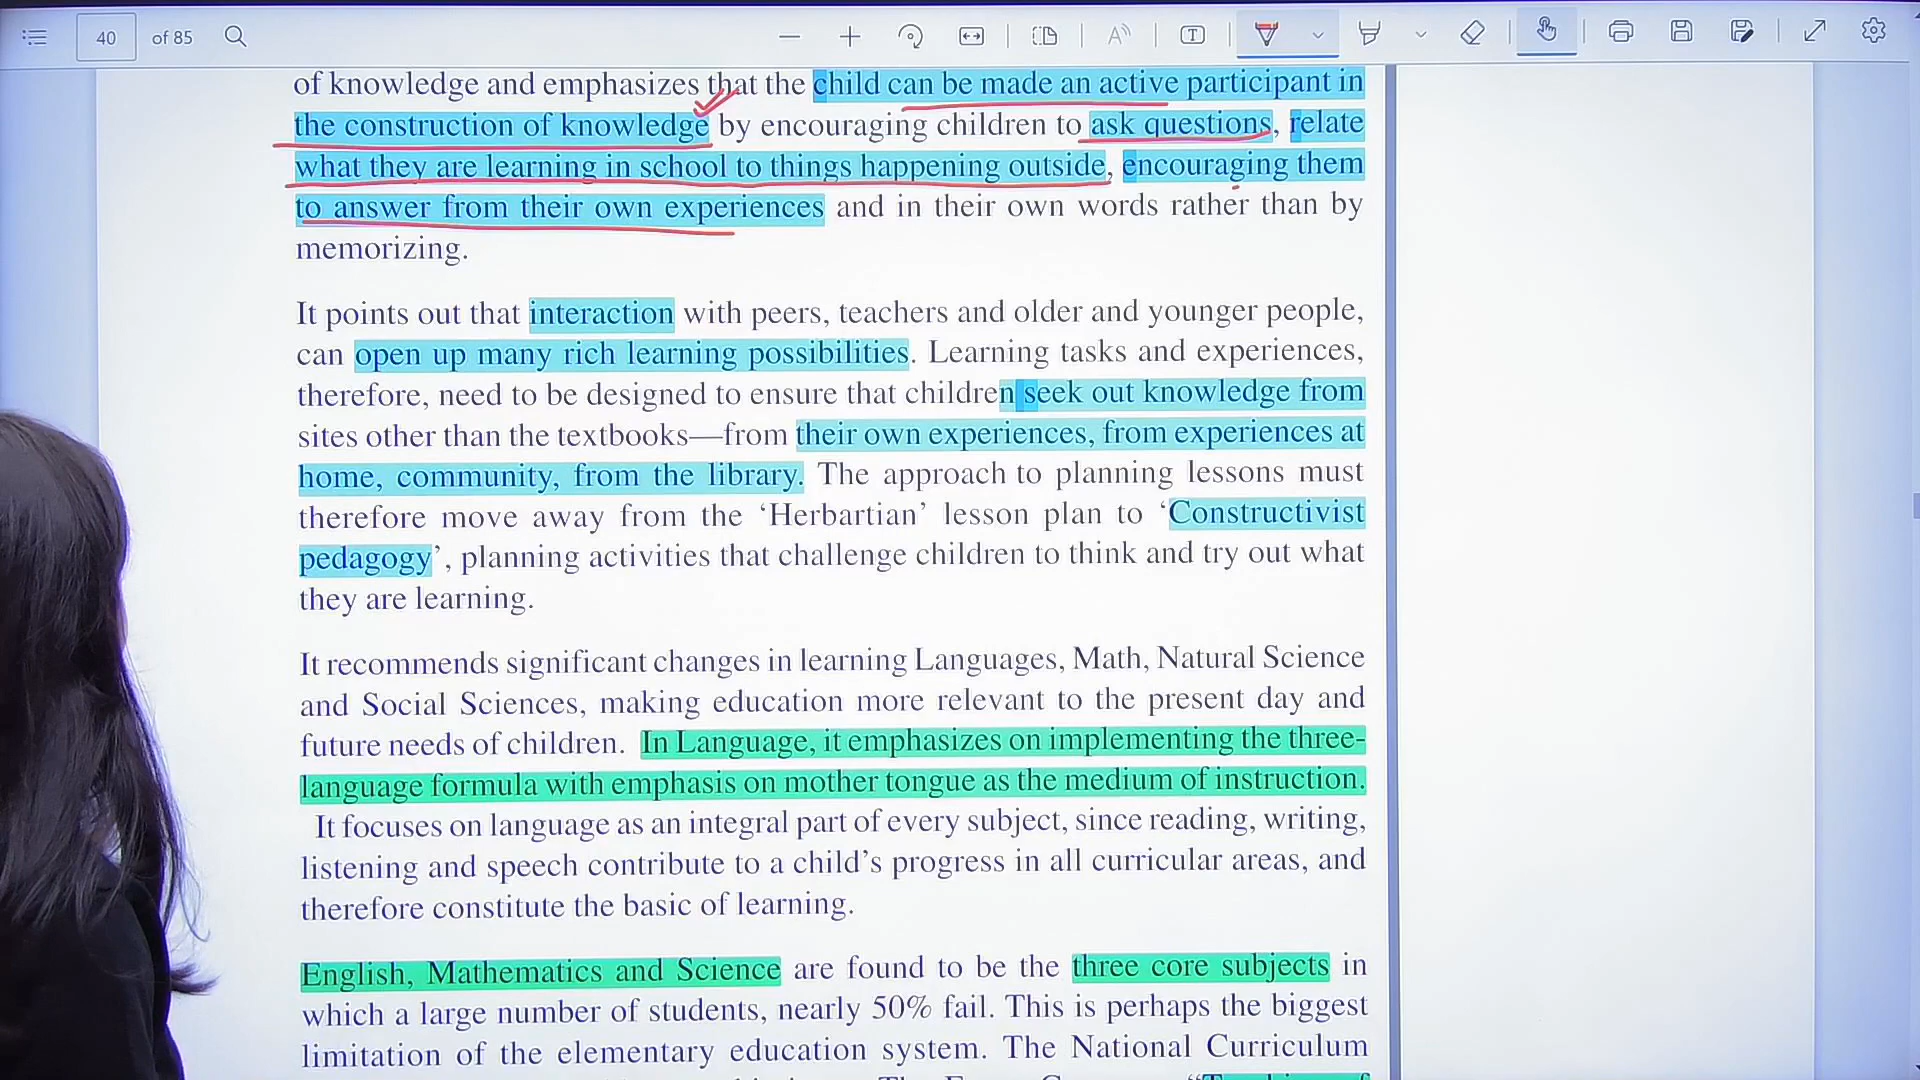 40 of 85
of knowledge and emphasizes that the child can be made an active participant in
the construction of knowledge by encouraging children to ask questions, relate
what they are learning in school to things happening outside, encouraging them
to answer from their own experiences and in their own words rather than by
memorizing.
It points out that interaction with peers, teachers and older and younger people,
can open up many rich learning possibilities. Learning tasks and experiences,
therefore, need to be designed to ensure that children seek out knowledge from
sites other than the textbooks—from their own experiences, from experiences at
home, community, from the library. The approach to planning lessons must
therefore move away from the ‘Herbartian’ lesson plan to ‘Constructivist
pedagogy’, planning activities that challenge children to think and try out what
they are learning.
It recommends significant changes in learning Languages, Math, Natural Science
and Social Sciences, making education more relevant to the present day and
future needs of children. In Language, it emphasizes on implementing the three-
language formula with emphasis on mother tongue as the medium of instruction.
It focuses on language as an integral part of every subject, since reading, writing,
listening and speech contribute to a child’s progress in all curricular areas, and
therefore constitute the basic of learning.
English, Mathematics and Science are found to be the three core subjects in
which a large number of students, nearly 50% fail. This is perhaps the biggest
limitation of the elementary education system. The National Curriculum